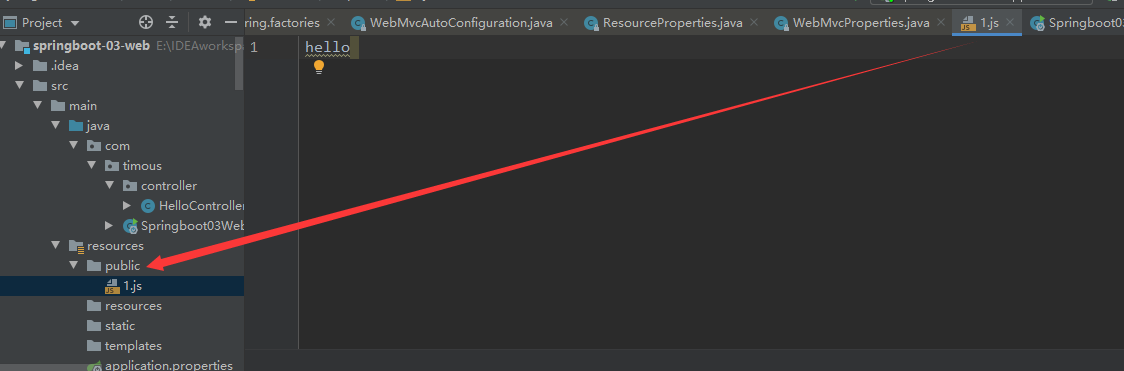 Project
springboot-03-web E:\IDEAworkspa
.idea
src
main
java
com
timous
controller
HelloController
Springboot03Web
resources
public
1.js
resources
static
templates
application.properties
ring.factories
WebMvcAutoConfiguration.java
ResourceProperties.java
WebMvcProperties.java
1.js
Springboot03
1
hello